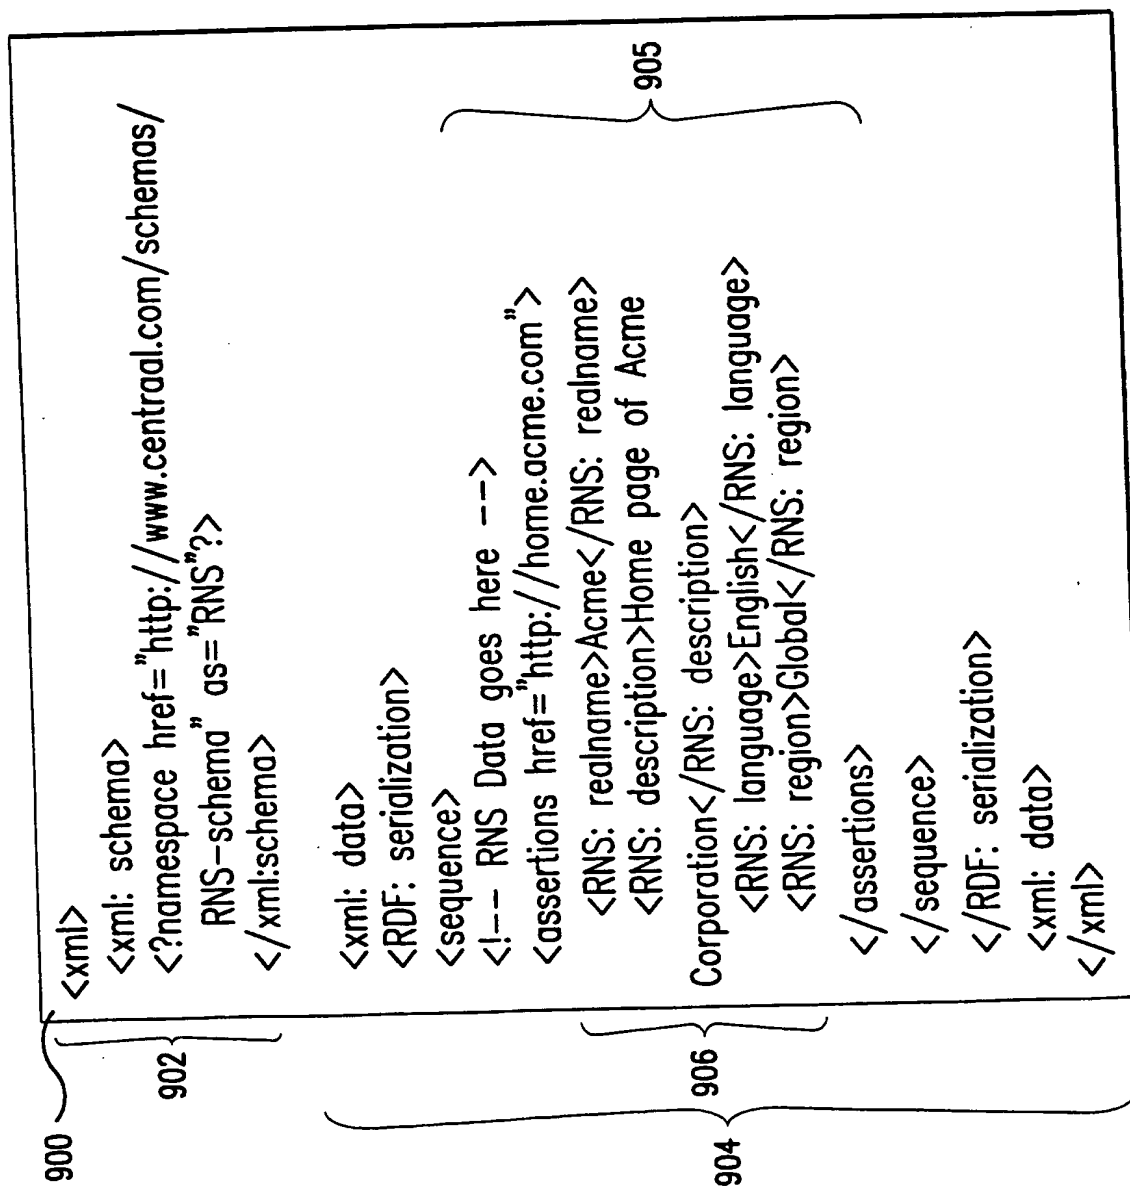 900
<xml>
<xml: schema>
<?namespace href="http://www.centraal.com/schemas/
RNS-schema" as="RNS"?>
</xml:schema>
902
<xml: data>
<RDF: serialization>
<sequence>
<!-- RNS Data goes here -->
<assertions href="http://home.acme.com">
<RNS: realname>Acme</RNS: realname>
<RNS: description>Home page of Acme
Corporation</RNS: description>
<RNS: language>English</RNS: language>
<RNS: region>Global</RNS: region>
</assertions>
</sequence>
</RDF: serialization>
<xml: data>
</xml>
905
906
904